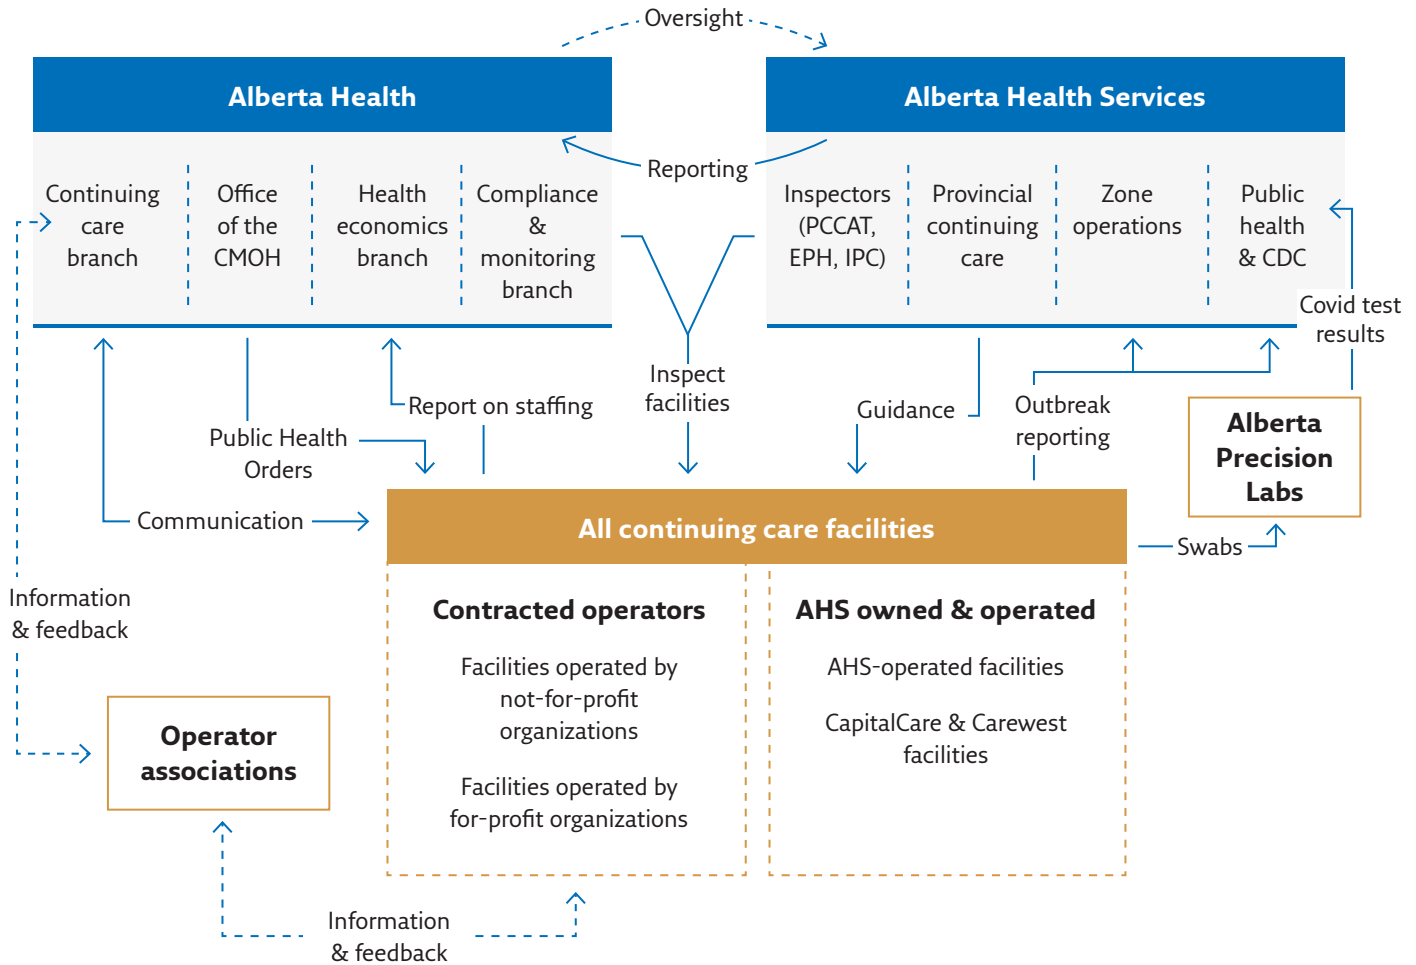 Oversight
Alberta Health
Alberta Health Services
Reporting
Continuing
care
branch
Office
of the
CMOH
Health
economics
branch
Compliance
&
monitoring
branch
Inspectors
(PCCAT,
EPH, IPC)
Provincial
continuing
care
Zone
operations
Public
health
& CDC
Covid test
results
Inspect
facilities
Report on staffing
Guidance
Outbreak
reporting
Public Health
Orders
Alberta
Precision
Labs
Communication
All continuing care facilities
Swabs
Information
& feedback
Contracted operators
Facilities operated by
not-for-profit
organizations
Facilities operated by
for-profit organizations
AHS owned & operated
AHS-operated facilities
CapitalCare & Carewest
facilities
Operator
associations
Information
& feedback